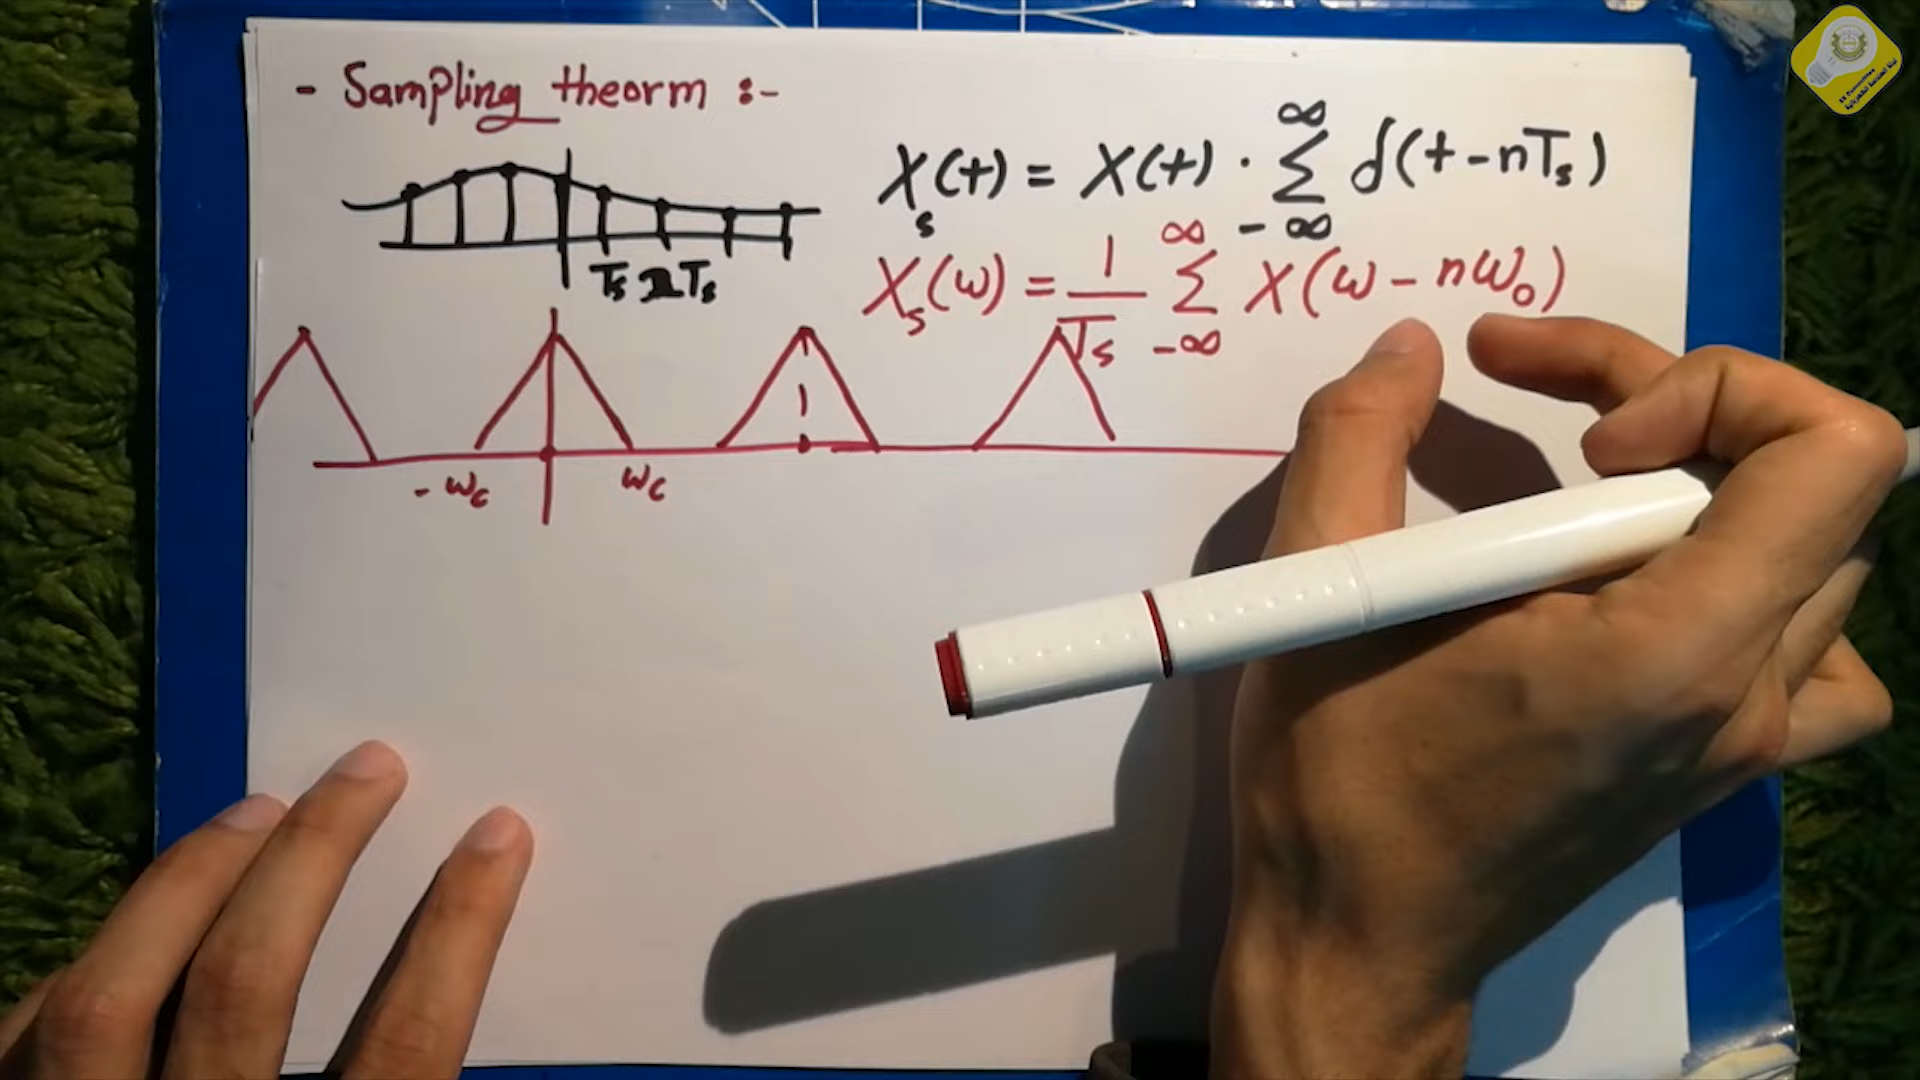 - Sampling theorm :-
Xs(t) = X(t) · ∞ Σ -∞ δ(t - nTs)
Ts 2Ts
Xs(ω) = 1/Ts ∞ Σ -∞ X(ω - nω₀)
- ωc ωc